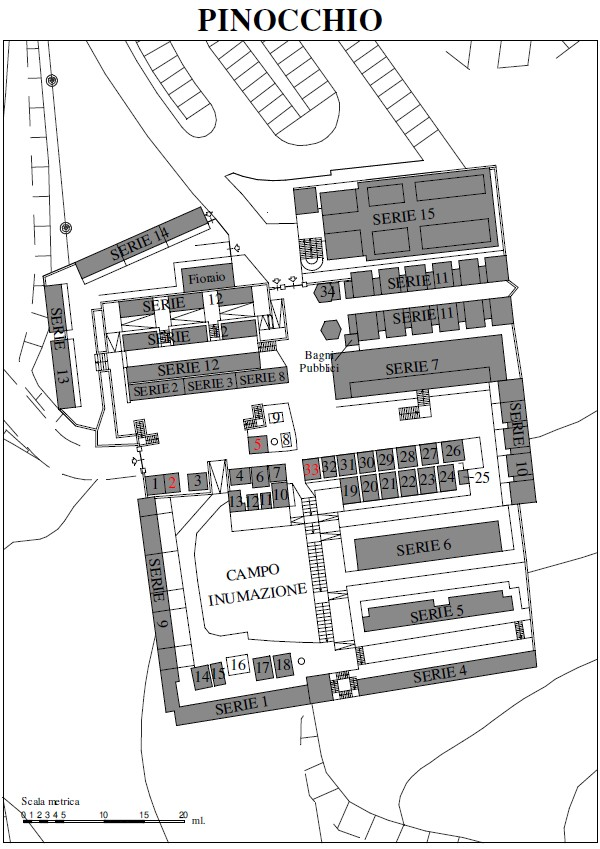 PINOCCHIO
SERIE 15
SERIE 14
Fioraio
34
SERIE 11
SERIE 12
SERIE 11
SERIE
SERIE 2
SERIE 12
Bagni
Pubblici
SERIE 7
SERIE 13
SERIE 2
SERIE 3
SERIE 8
9
5
8
SERIE 10
33
32
31
30
29
28
27
26
1
2
3
4
6
7
13
12
11
10
19
20
21
22
23
24
25
SERIE 6
CAMPO
INUMAZIONE
SERIE 9
SERIE 5
14
15
16
17
18
SERIE 4
SERIE 1
Scala metrica
0 1 2 3 4 5 10 15 20
ml.